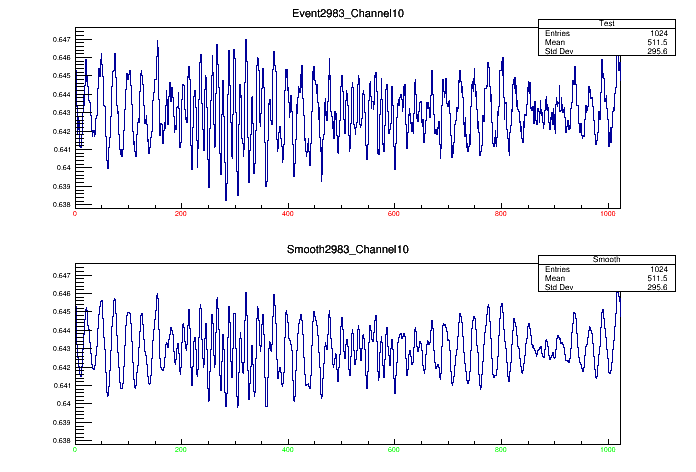 Event2983_Channel10
Test
Entries 1024
Mean 511.5
Std Dev 295.6
0.647
0.646
0.645
0.644
0.643
0.642
0.641
0.64
0.639
0.638
0 200 400 600 800 1000
Smooth2983_Channel10
Smooth
Entries 1024
Mean 511.5
Std Dev 295.6
0.647
0.646
0.645
0.644
0.643
0.642
0.641
0.64
0.639
0.638
0 200 400 600 800 1000